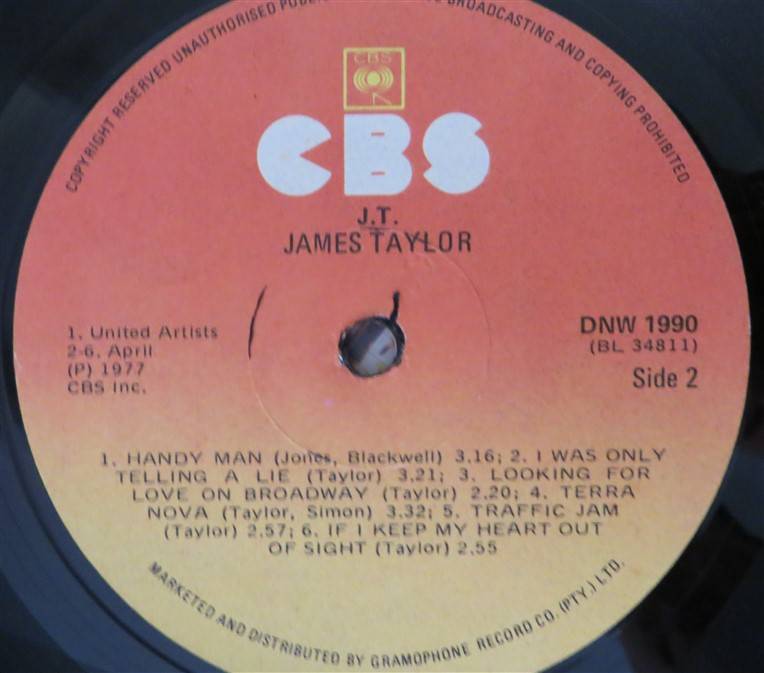 COPYRIGHT RESERVED UNAUTHORISED BROADCASTING AND COPYING PROHIBITED
CBS
CBS
J.T.
JAMES TAYLOR
1. United Artists
2-6. April
(P) 1977
CBS Inc.
DNW 1990
(BL 34811)
Side 2
1. HANDY MAN (Jones, Blackwell) 3.16; 2. I WAS ONLY
TELLING A LIE (Taylor) 3.21; 3. LOOKING FOR
LOVE ON BROADWAY (Taylor) 2.20; 4. TERRA
NOVA (Taylor, Simon) 3.32; 5. TRAFFIC JAM
(Taylor) 2.57; 6. IF I KEEP MY HEART OUT
OF SIGHT (Taylor) 2.55
MARKETED AND DISTRIBUTED BY GRAMOPHONE RECORD CO. (PTY.) LTD.